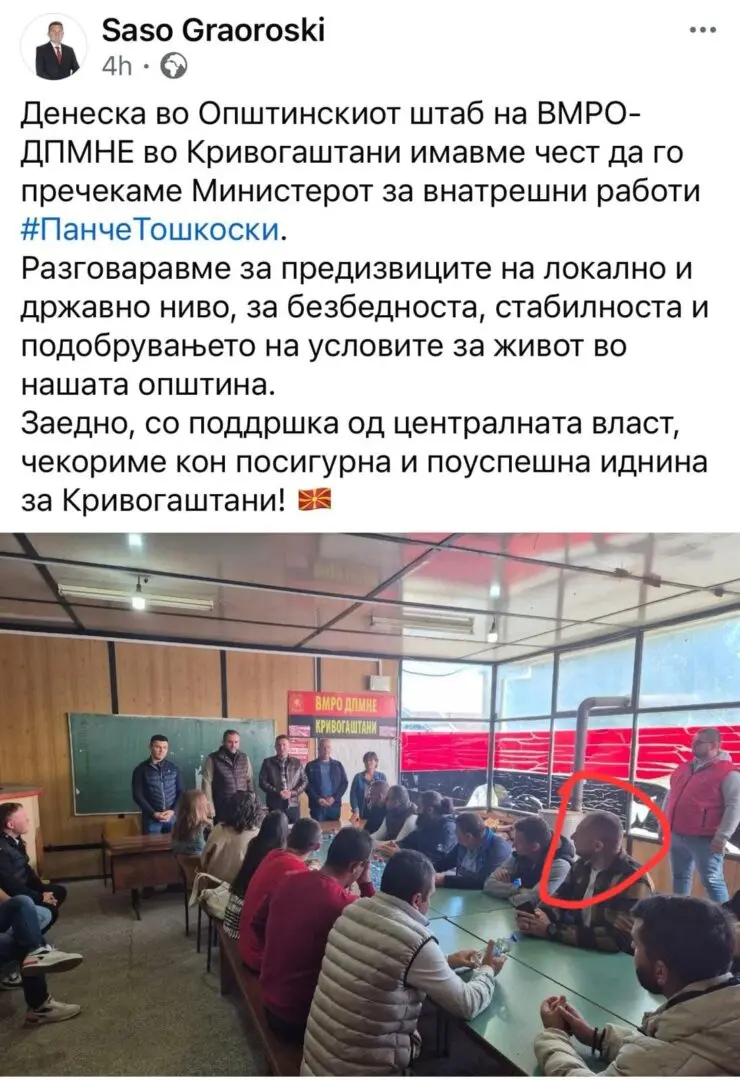 Saso Graoroski
4h
Денеска во Општинскиот штаб на ВМРО-
ДПМНЕ во Кривогаштани имавме чест да го
пречекаме Министерот за внатрешни работи
#ПанчеТошкоски.
Разговаравме за предизвиците на локално и
државно ниво, за безбедноста, стабилноста и
подобрувањето на условите за живот во
нашата општина.
Заедно, со поддршка од централната власт,
чекориме кон посигурна и поуспешна иднина
за Кривогаштани!
ВМРО ДПМНЕ
КРИВОГАШТАНИ